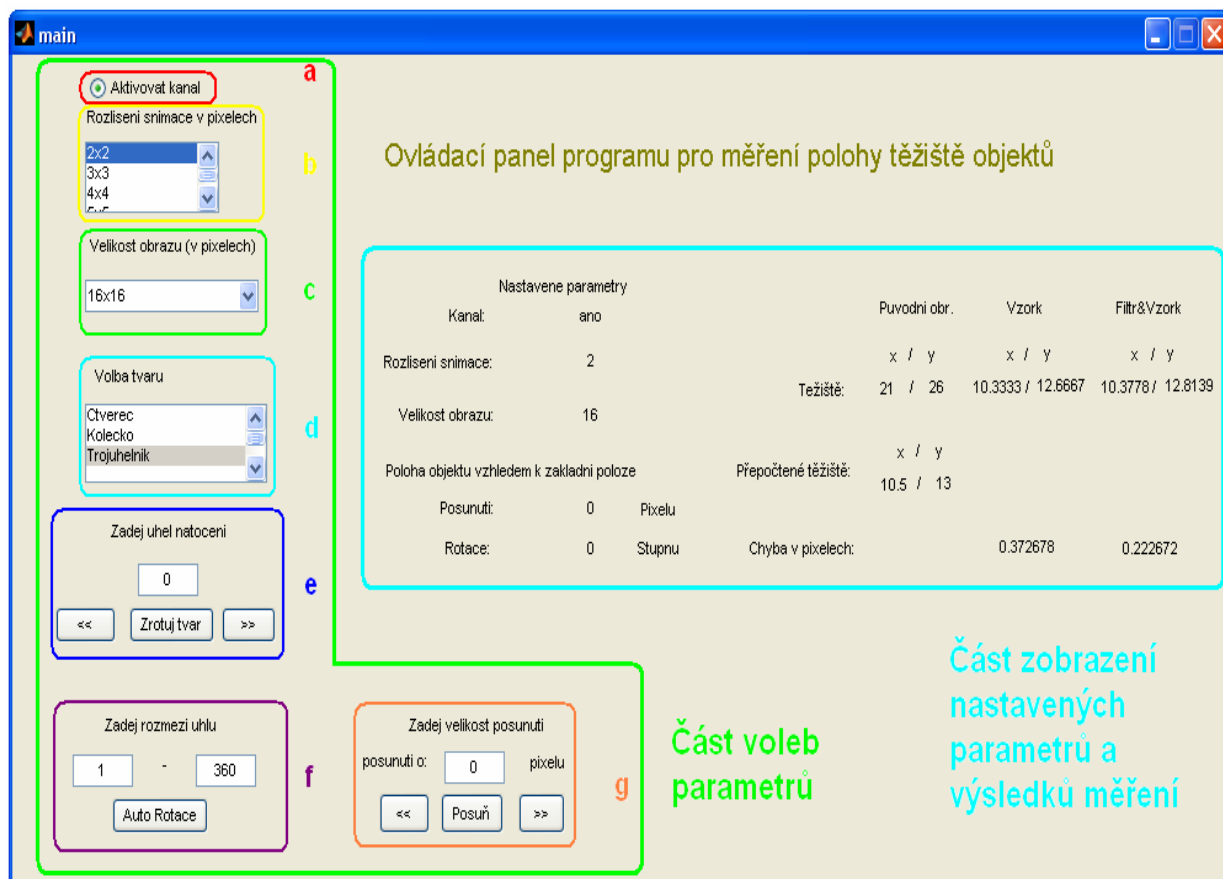 main
Aktivovat kanal
a
Rozliseni snimace v pixelech
2x2
3x3
4x4
5x5
b
Velikost obrazu (v pixelech)
16x16
c
Volba tvaru
Ctverec
Kolecko
Trojuhelnik
d
Zadej uhel natoceni
0
<< Zrotuj tvar >>
e
Zadej rozmezi uhlu
1 - 360
Auto Rotace
f
Zadej velikost posunuti
posunuti o: 0 pixelu
<< Posuň >>
g
Část voleb
parametrů
Ovládací panel programu pro měření polohy těžiště objektů
Nastavene parametry
Kanal: ano
Rozliseni snimace: 2
Velikost obrazu: 16
Poloha objektu vzhledem k zakladni poloze
Posunuti: 0 Pixelu
Rotace: 0 Stupnu
Puvodni obr. Vzork Filtr&Vzork
x / y x / y x / y
Težiště: 21 / 26 10.3333 / 12.6667 10.3778 / 12.8139
x / y
Přepočtené těžiště: 10.5 / 13
Chyba v pixelech: 0.372678 0.222672
Část zobrazení
nastavených
parametrů a
výsledků měření